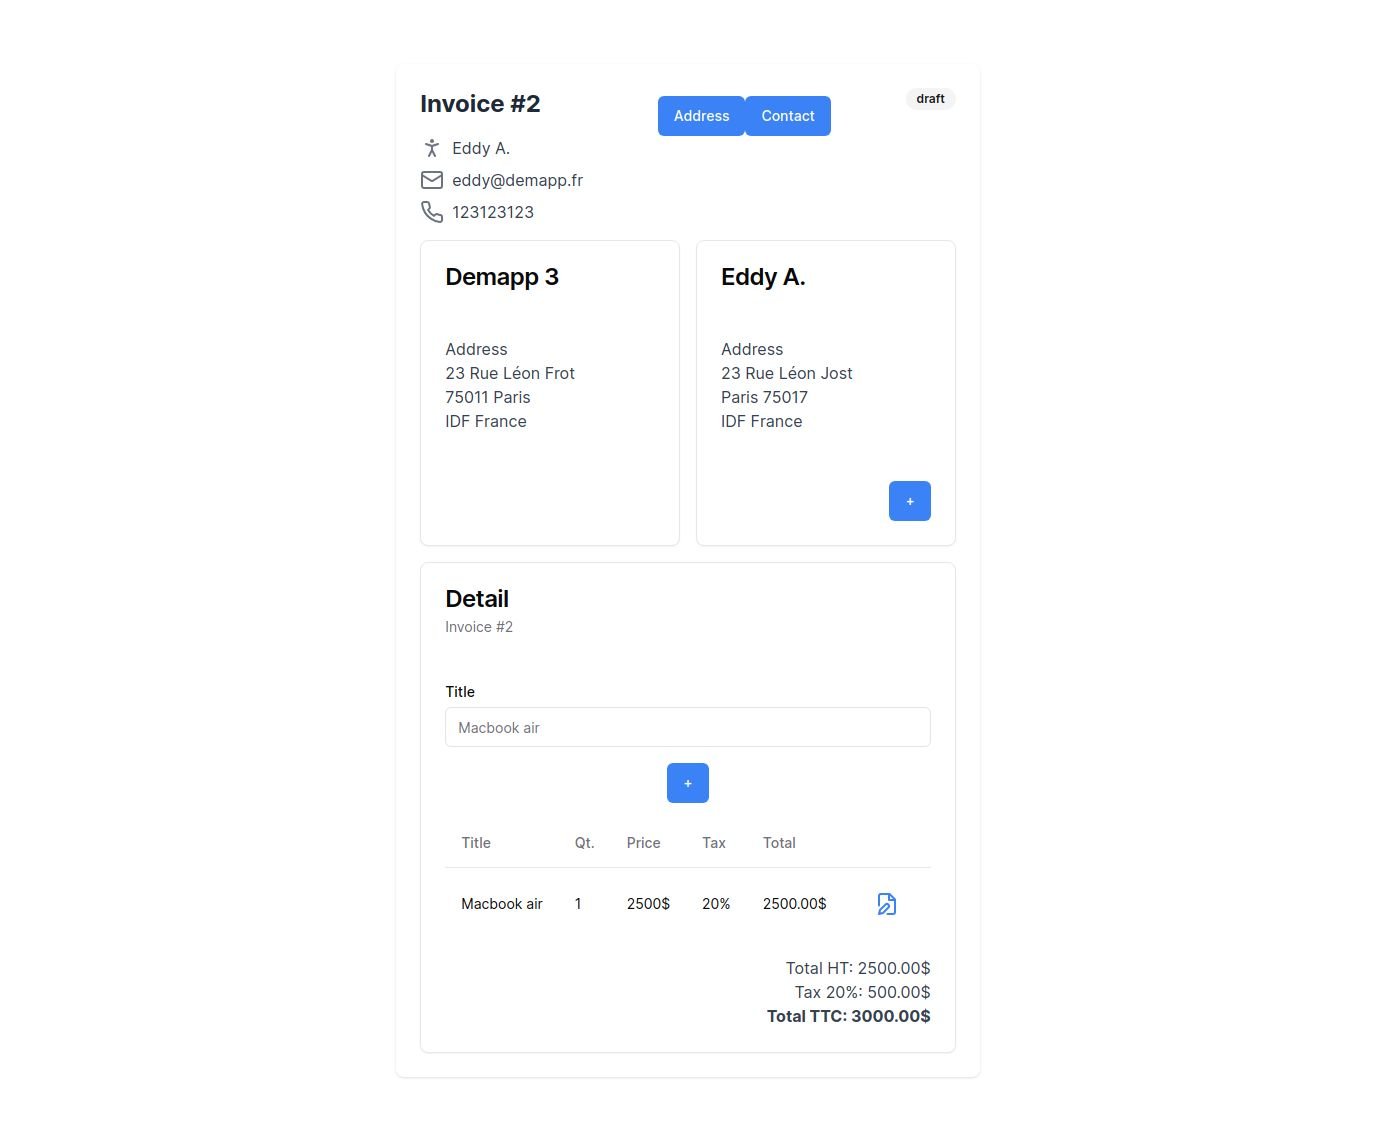 Invoice #2
Address Contact
draft
Eddy A.
eddy@demapp.fr
123123123
Demapp 3
Address
23 Rue Léon Frot
75011 Paris
IDF France
Eddy A.
Address
23 Rue Léon Jost
Paris 75017
IDF France
+
Detail
Invoice #2
Title
Macbook air
+
Title Qt. Price Tax Total
Macbook air 1 2500$ 20% 2500.00$
Total HT: 2500.00$
Tax 20%: 500.00$
Total TTC: 3000.00$